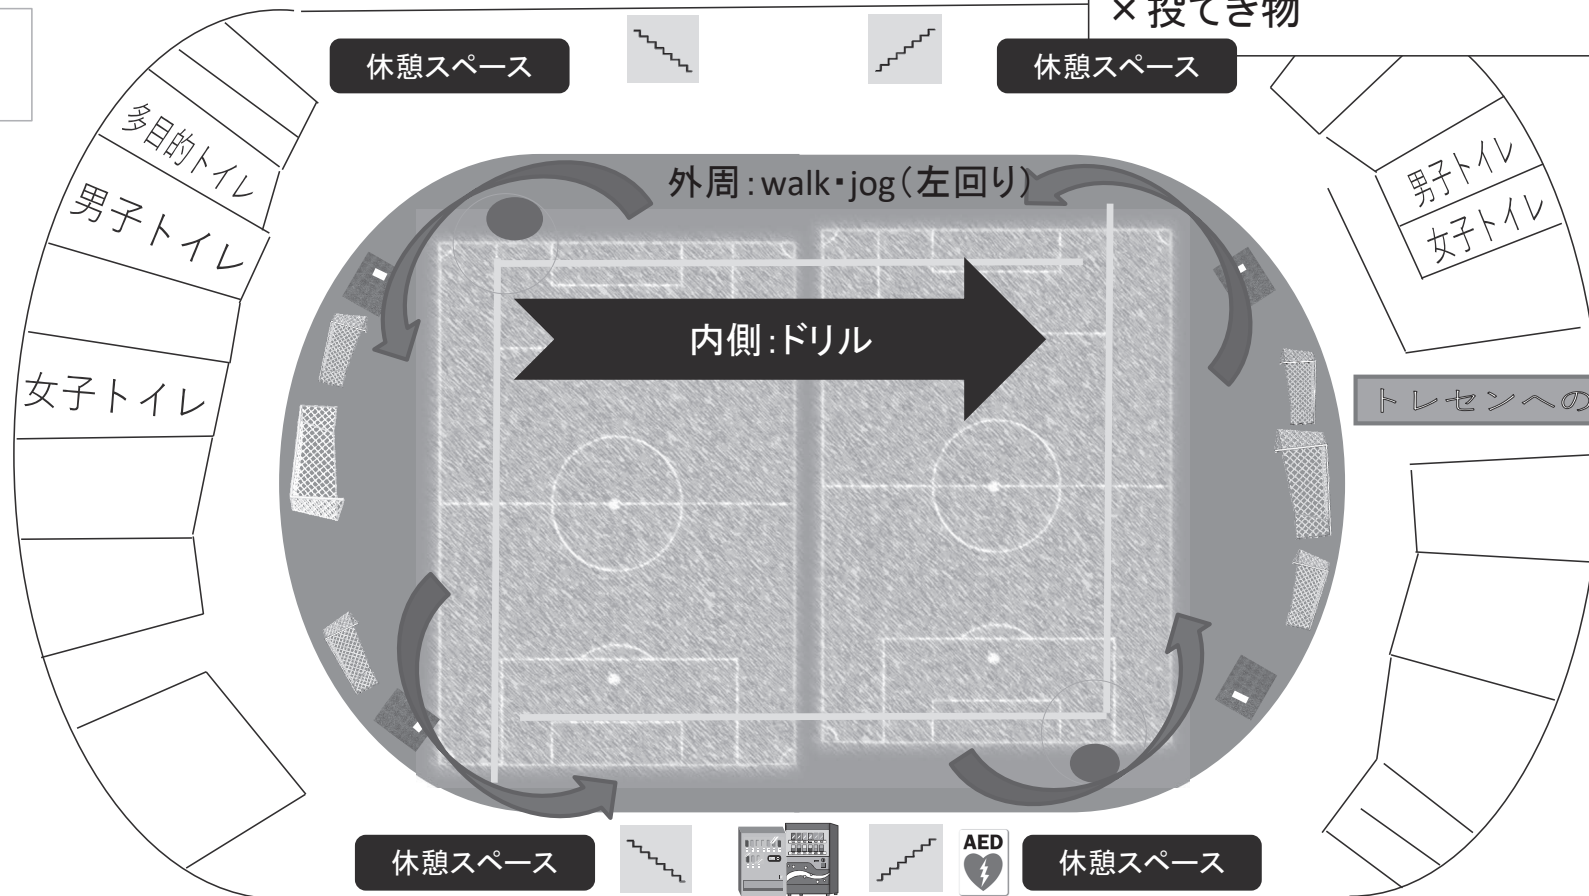 ×投てき物
休憩スペース
休憩スペース
多目的トイレ
男子トイレ
女子トイレ
外周：walk・jog（左回り）
内側：ドリル
男子トイレ
女子トイレ
トレセンへの
休憩スペース
AED
休憩スペース